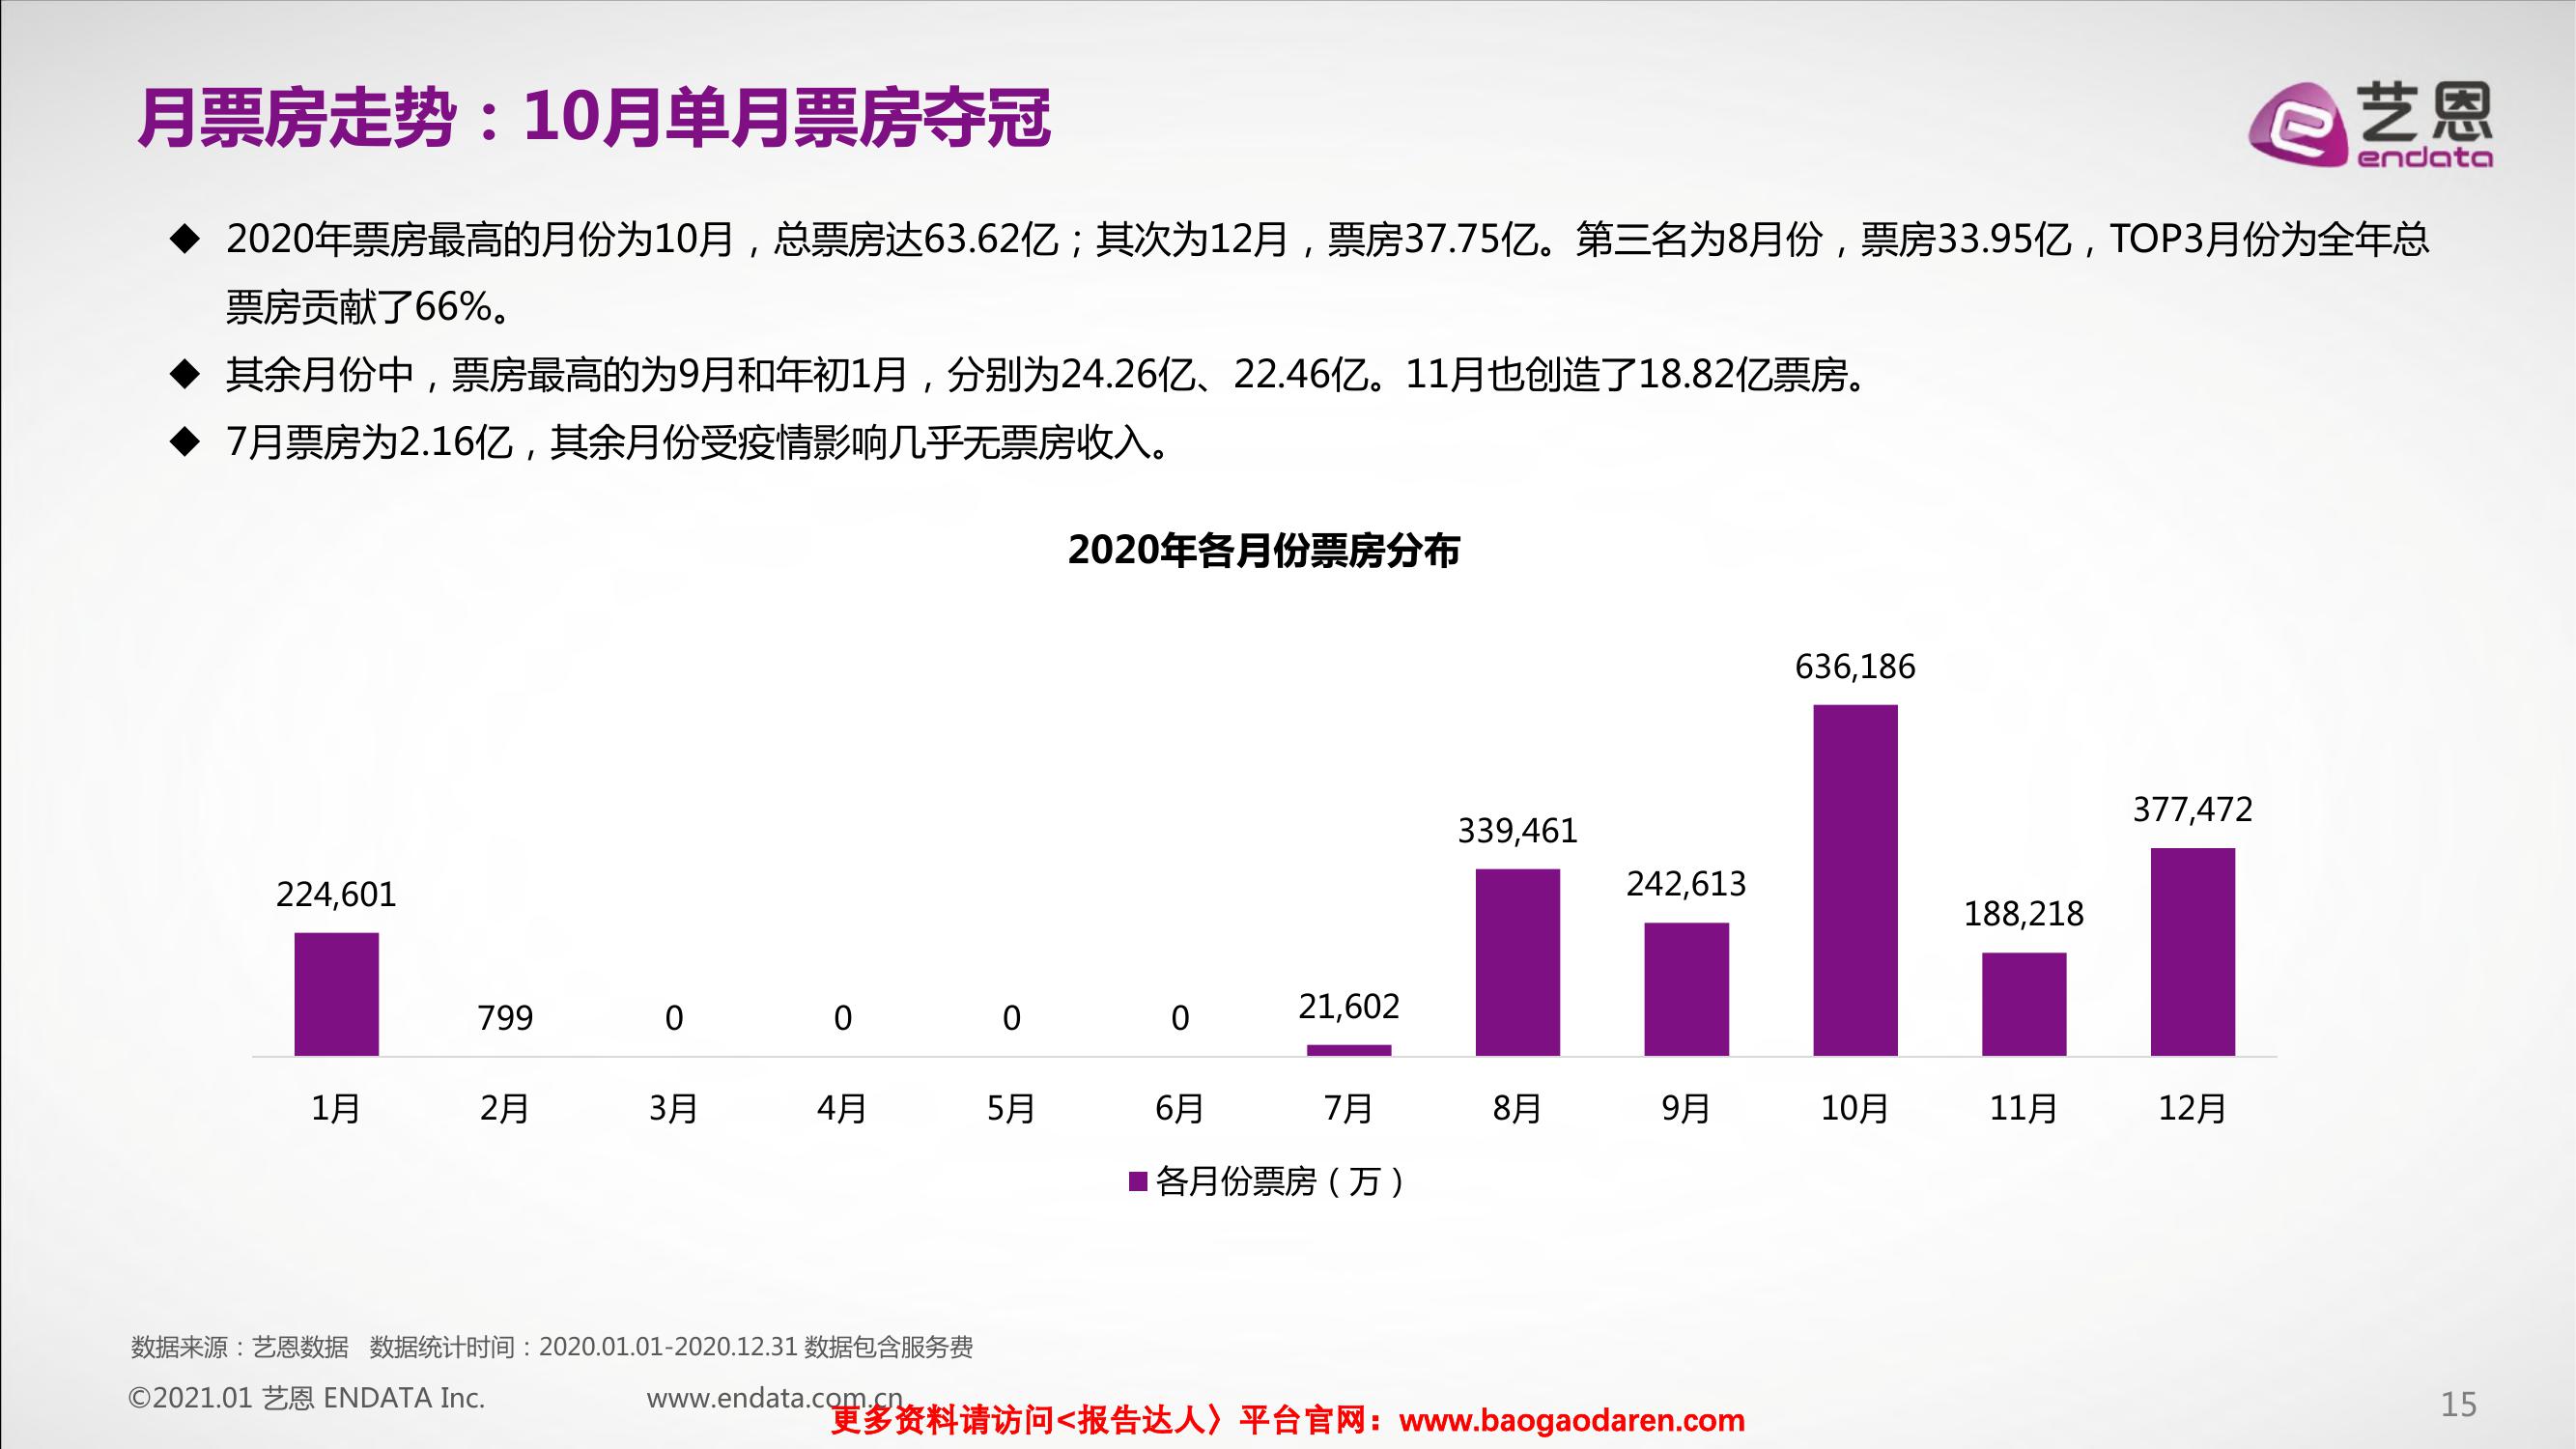 月票房走势：10月单月票房夺冠
艺恩
endata
◆ 2020年票房最高的月份为10月，总票房达63.62亿；其次为12月，票房37.75亿。第三名为8月份，票房33.95亿，TOP3月份为全年总
票房贡献了66%。
◆ 其余月份中，票房最高的为9月和年初1月，分别为24.26亿、22.46亿。11月也创造了18.82亿票房。
◆ 7月票房为2.16亿，其余月份受疫情影响几乎无票房收入。
2020年各月份票房分布
224,601 799 0 0 0 0 21,602 339,461 242,613 636,186 188,218 377,472
1月 2月 3月 4月 5月 6月 7月 8月 9月 10月 11月 12月
各月份票房（万）
数据来源：艺恩数据 数据统计时间：2020.01.01-2020.12.31 数据包含服务费
©2021.01 艺恩 ENDATA Inc. www.endata.com.cn
更多资料请访问<报告达人〉平台官网：www.baogaodaren.com
15